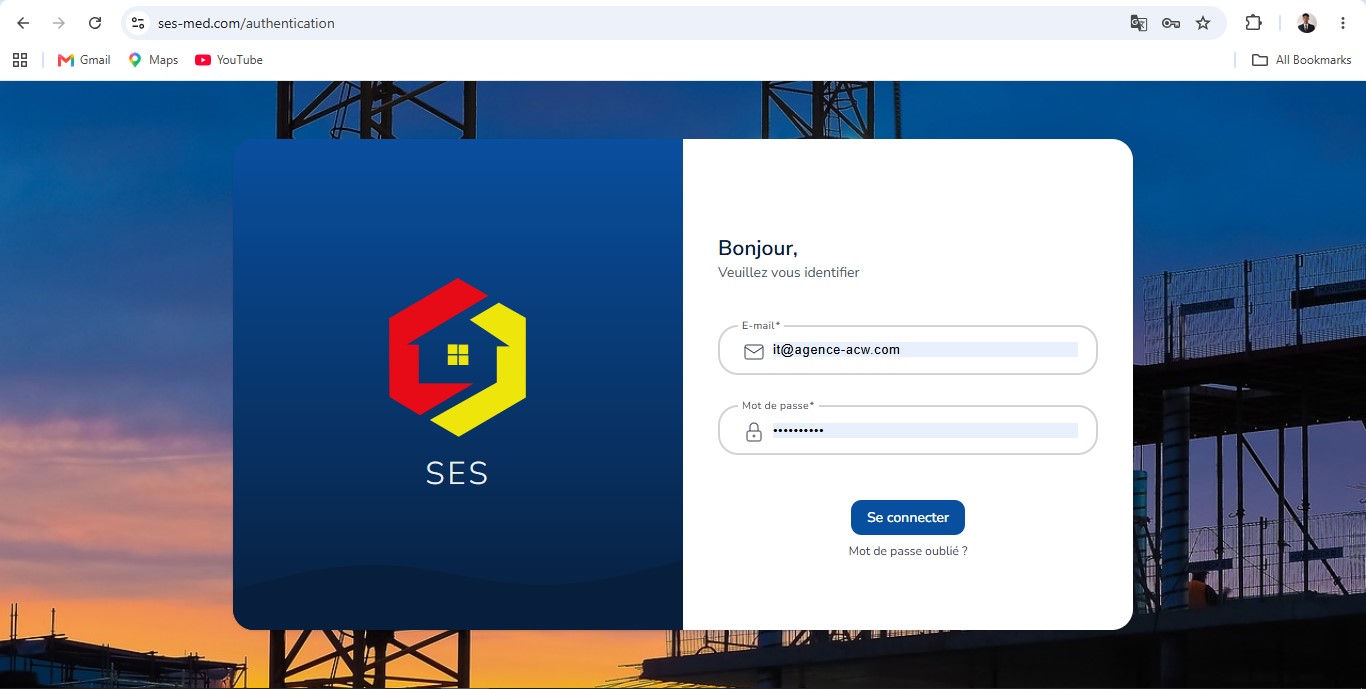 ses-med.com/authentication
Gmail
Maps
YouTube
All Bookmarks
Bonjour,
Veuillez vous identifier
E-mail*
it@agence-acw.com
Mot de passe*
••••••••••
SES
Se connecter
Mot de passe oublié ?